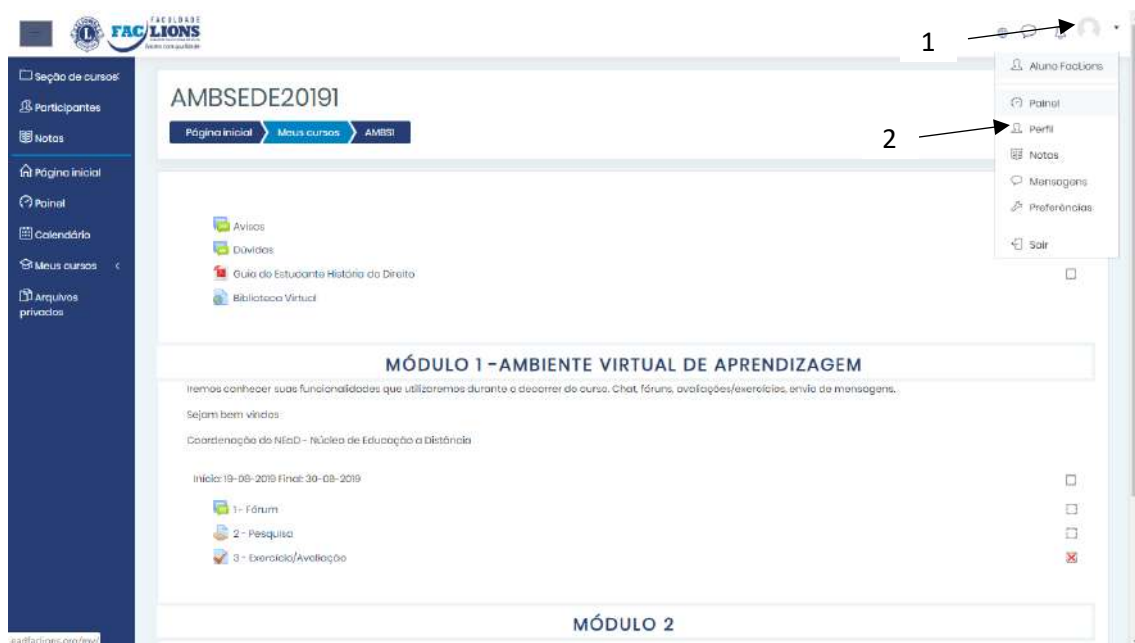 FACULDADE
FAC LIONS
1
Seção de cursos
Participantes
Notas
Página inicial
Painel
Calendário
Meus cursos
Arquivos
privados
AMBSEDE20191
Página inicial
Meus cursos
AMBSI
2
Aluno FacLions
Painel
Perfil
Notas
Mensagens
Preferências
Sair
Avisos
Dúvidas
Guia do Estudante História do Direito
Biblioteca Virtual
MÓDULO 1 -AMBIENTE VIRTUAL DE APRENDIZAGEM
Iremos conhecer suas funcionalidades que utilizaremos durante o decorrer do curso. Chat, fóruns, avaliações/exercícios, envio de mensagens.
Sejam bem vindos
Coordenação do NEaD - Núcleo de Educação a Distância
Início: 19-08-2019 Final: 30-08-2019
1 - Fórum
2 - Pesquisa
3 - Exercício/Avaliação
MÓDULO 2